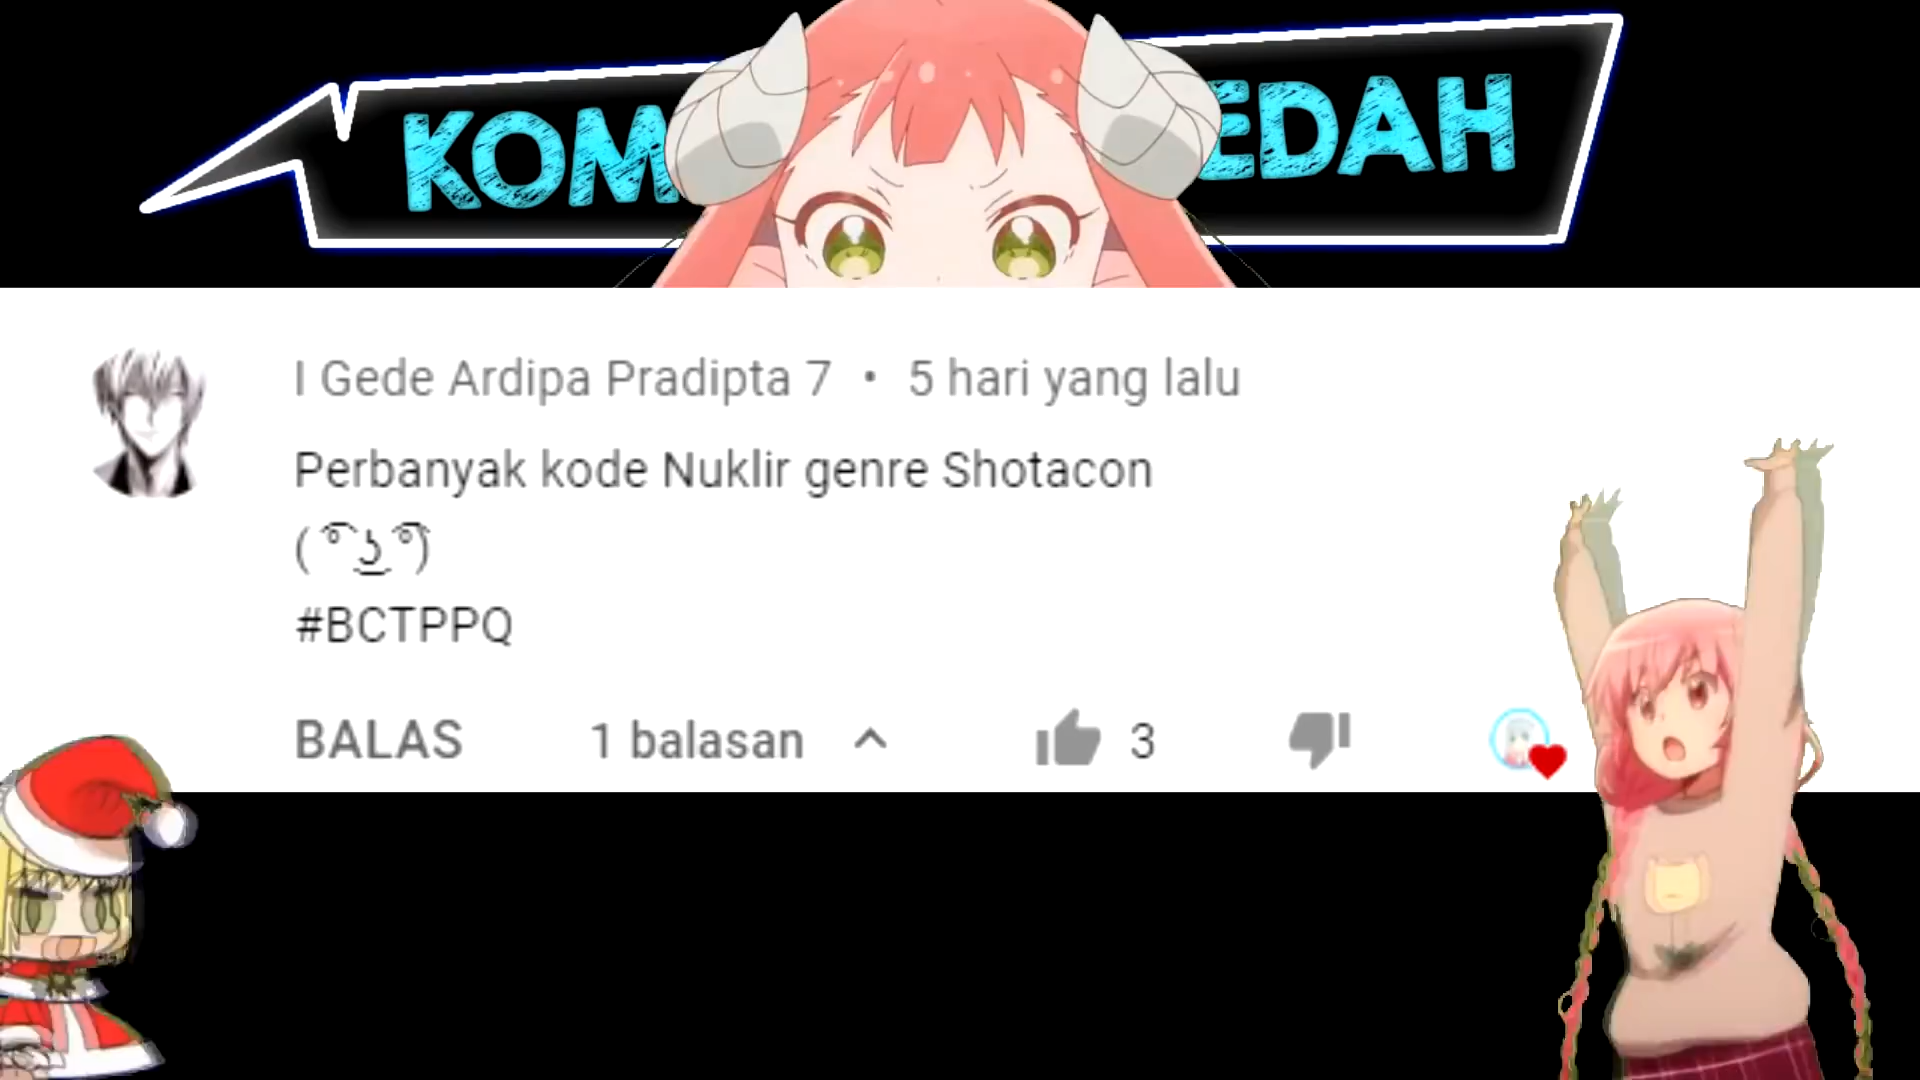 KOM EDAH
I Gede Ardipa Pradipta 7 • 5 hari yang lalu
Perbanyak kode Nuklir genre Shotacon
( ͡° ͜ʖ ͡°)
#BCTPPQ
BALAS 1 balasan 3